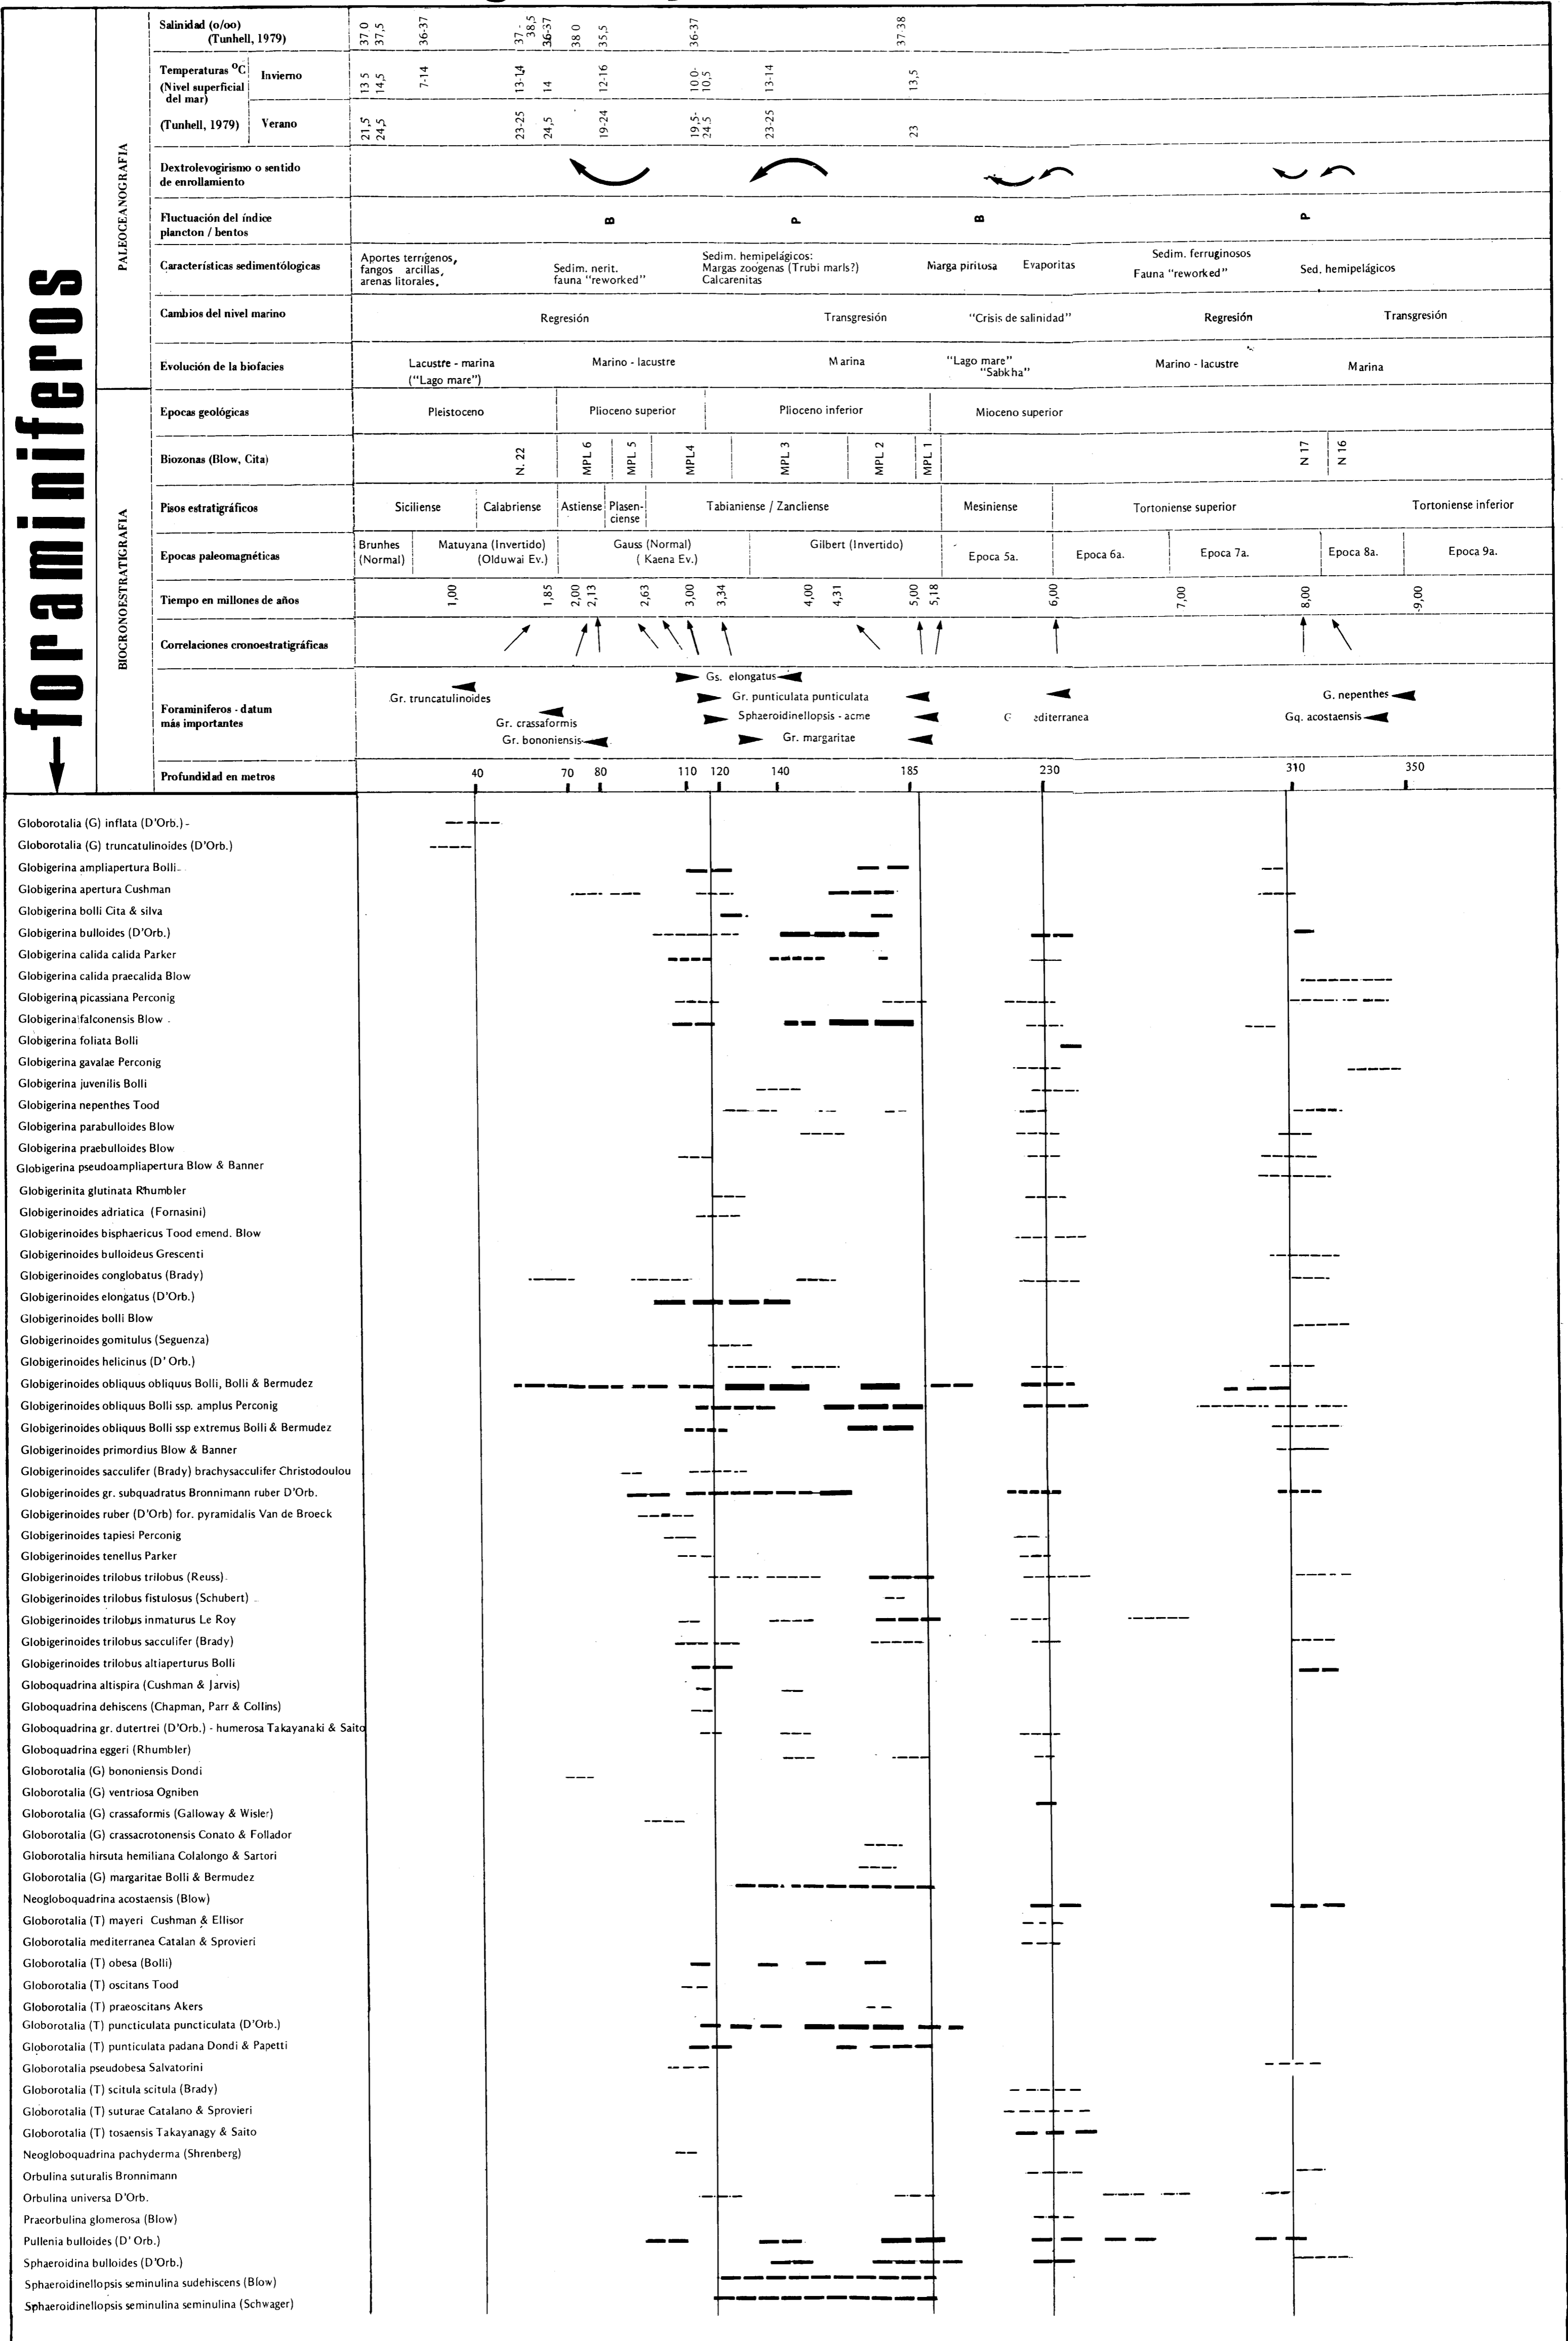 foraminiferos
PALEOCEANOGRAFIA
Salinidad (o/oo)
(Tunhell, 1979)
37,0
37,5
36-37
37 - 38,5
36-37
38 0
35,5
36-37
37-38
Temperaturas ºC
(Nivel superficial
del mar)
(Tunhell, 1979)
Invierno
13 5
14,5
7-14
13-14
14
12-16
10 0-
10,5
13-14
13,5
Verano
21,5
24,5
23-25
24,5
19-24
19,5-
24.5
23-25
23
Dextrolevogirismo o sentido
de enrollamiento
Fluctuación del índice
plancton / bentos
B P B P
Características sedimentólogicas
Aportes terrígenos,
fangos arcillas,
arenas litorales,
Sedim. nerit.
fauna "reworked"
Sedim. hemipelágicos:
Margas zoógenas (Trubi marls?)
Calcarenitas
Marga piritosa
Evaporitas
Sedim. ferruginosos
Fauna "reworked"
Sed. hemipelágicos
Cambios del nivel marino
Regresión Transgresión "Crisis de salinidad" Regresión Transgresión
Evolución de la biofacies
Lacustre - marina
("Lago mare")
Marino - lacustre
Marina
"Lago mare"
"Sabkha"
Marino - lacustre
Marina
BIOCRONOESTRATIGRAFIA
Epocas geológicas
Pleistoceno Plioceno superior Plioceno inferior Mioceno superior
Biozonas (Blow, Cita)
N. 22 MPL 6 MPL 5 MPL4 MPL 3 MPL 2 MPL 1 N 17 N 16
Pisos estratigráficos
Siciliense Calabriense Astiense Plasen-
ciense
Tabianiense / Zancliense Mesiniense Tortoniense superior Tortoniense inferior
Epocas paleomagnéticas
Brunhes
(Normal)
Matuyana (Invertido)
(Olduwai Ev.)
Gauss (Normal)
( Kaena Ev.)
Gilbert (Invertido)
Epoca 5a. Epoca 6a. Epoca 7a. Epoca 8a. Epoca 9a.
Tiempo en millones de años
1,00 1,85 2,00 2,13 2,63 3,00 3,34 4,00 4,31 5,00 5,18 6,00 7,00 8,00 -9,00
Correlaciones cronoestratigráficas
Foraminiferos - datum
más importantes
Gr. truncatulinoides
Gr. crassaformis
Gr. bononiensis
Gs. elongatus
Gr. punticulata punticulata
Sphaeroidinellopsis - acme
Gr. margaritae
G editerranea
G. nepenthes
Gq. acostaensis
Profundidad en metros
40 70 80 110 120 140 185 230 310 350
Globorotalia (G) inflata (D'Orb.)
Globorotalia (G) truncatulinoides (D'Orb.)
Globigerina ampliapertura Bolli
Globigerina apertura Cushman
Globigerina bolli Cita & silva
Globigerina bulloides (D'Orb.)
Globigerina calida calida Parker
Globigerina calida praecalida Blow
Globigerina picassiana Perconig
Globigerina falconensis Blow
Globigerina foliata Bolli
Globigerina gavalae Perconig
Globigerina juvenilis Bolli
Globigerina nepenthes Tood
Globigerina parabulloides Blow
Globigerina praebulloides Blow
Globigerina pseudoampliapertura Blow & Banner
Globigerinita glutinata Rhumbler
Globigerinoides adriatica (Fornasini)
Globigerinoides bisphaericus Tood emend. Blow
Globigerinoides bulloideus Grescenti
Globigerinoides conglobatus (Brady)
Globigerinoides elongatus (D'Orb.)
Globigerinoides bolli Blow
Globigerinoides gomitulus (Seguenza)
Globigerinoides helicinus (D' Orb.)
Globigerinoides obliquus obliquus Bolli, Bolli & Bermudez
Globigerinoides obliquus Bolli ssp. amplus Perconig
Globigerinoides obliquus Bolli ssp extremus Bolli & Bermudez
Globigerinoides primordius Blow & Banner
Globigerinoides sacculifer (Brady) brachysacculifer Christodoulou
Globigerinoides gr. subquadratus Bronnimann ruber D'Orb.
Globigerinoides ruber (D'Orb) for. pyramidalis Van de Broeck
Globigerinoides tapiesi Perconig
Globigerinoides tenellus Parker
Globigerinoides trilobus trilobus (Reuss)
Globigerinoides trilobus fistulosus (Schubert)
Globigerinoides trilobus inmaturus Le Roy
Globigerinoides trilobus sacculifer (Brady)
Globigerinoides trilobus altiaperturus Bolli
Globoquadrina altispira (Cushman & Jarvis)
Globoquadrina dehiscens (Chapman, Parr & Collins)
Globoquadrina gr. dutertrei (D'Orb.) - humerosa Takayanaki & Saito
Globoquadrina eggeri (Rhumbler)
Globorotalia (G) bononiensis Dondi
Globorotalia (G) ventriosa Ogniben
Globorotalia (G) crassaformis (Galloway & Wisler)
Globorotalia (G) crassacrotonensis Conato & Follador
Globorotalia hirsuta hemiliana Colalongo & Sartori
Globorotalia (G) margaritae Bolli & Bermudez
Neogloboquadrina acostaensis (Blow)
Globorotalia (T) mayeri Cushman & Ellisor
Globorotalia mediterranea Catalan & Sprovieri
Globorotalia (T) obesa (Bolli)
Globorotalia (T) oscitans Tood
Globorotalia (T) praeoscitans Akers
Globorotalia (T) puncticulata puncticulata (D'Orb.)
Globorotalia (T) punticulata padana Dondi & Papetti
Globorotalia pseudobesa Salvatorini
Globorotalia (T) scitula scitula (Brady)
Globorotalia (T) suturae Catalano & Sprovieri
Globorotalia (T) tosaensis Takayanagy & Saito
Neogloboquadrina pachyderma (Shrenberg)
Orbulina suturalis Bronnimann
Orbulina universa D'Orb.
Praeorbulina glomerosa (Blow)
Pullenia bulloides (D' Orb.)
Sphaeroidina bulloides (D'Orb.)
Sphaeroidinellopsis seminulina sudehiscens (Blow)
Sphaeroidinellopsis seminulina seminulina (Schwager)